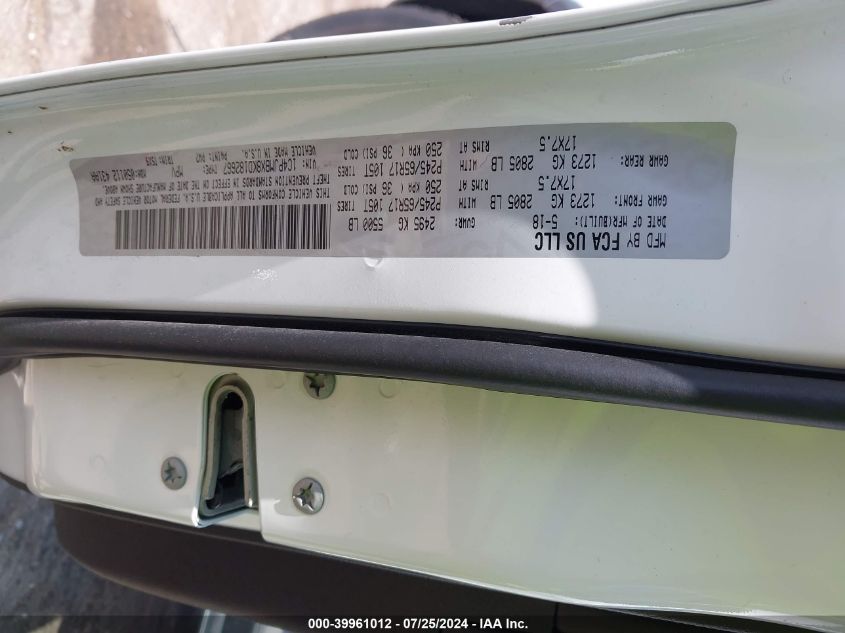 MFD BY FCA US LLC
DATE OF MFR(BUILT): 5-18
GVWR: 2495 KG 5500 LB
GAWR FRONT: 1273 KG 2805 LB WITH P245/65R17 105T TIRES
17X7.5 RIMS AT 250 KPA ( 36 PSI) COLD
GAWR REAR: 1273 KG 2805 LB WITH P245/65R17 105T TIRES
17X7.5 RIMS AT 250 KPA ( 36 PSI) COLD
THIS VEHICLE CONFORMS TO ALL APPLICABLE U.S.A. FEDERAL MOTOR VEHICLE SAFETY AND
THEFT PREVENTION STANDARDS IN EFFECT ON THE DATE OF MANUFACTURE SHOWN ABOVE.
VIN: TYPE: MPV MDH:
VEHICLE MADE IN U.S.A. PAINT: PW7 TRIM:
000-39961012 / 07/25/2024 - IAA Inc.